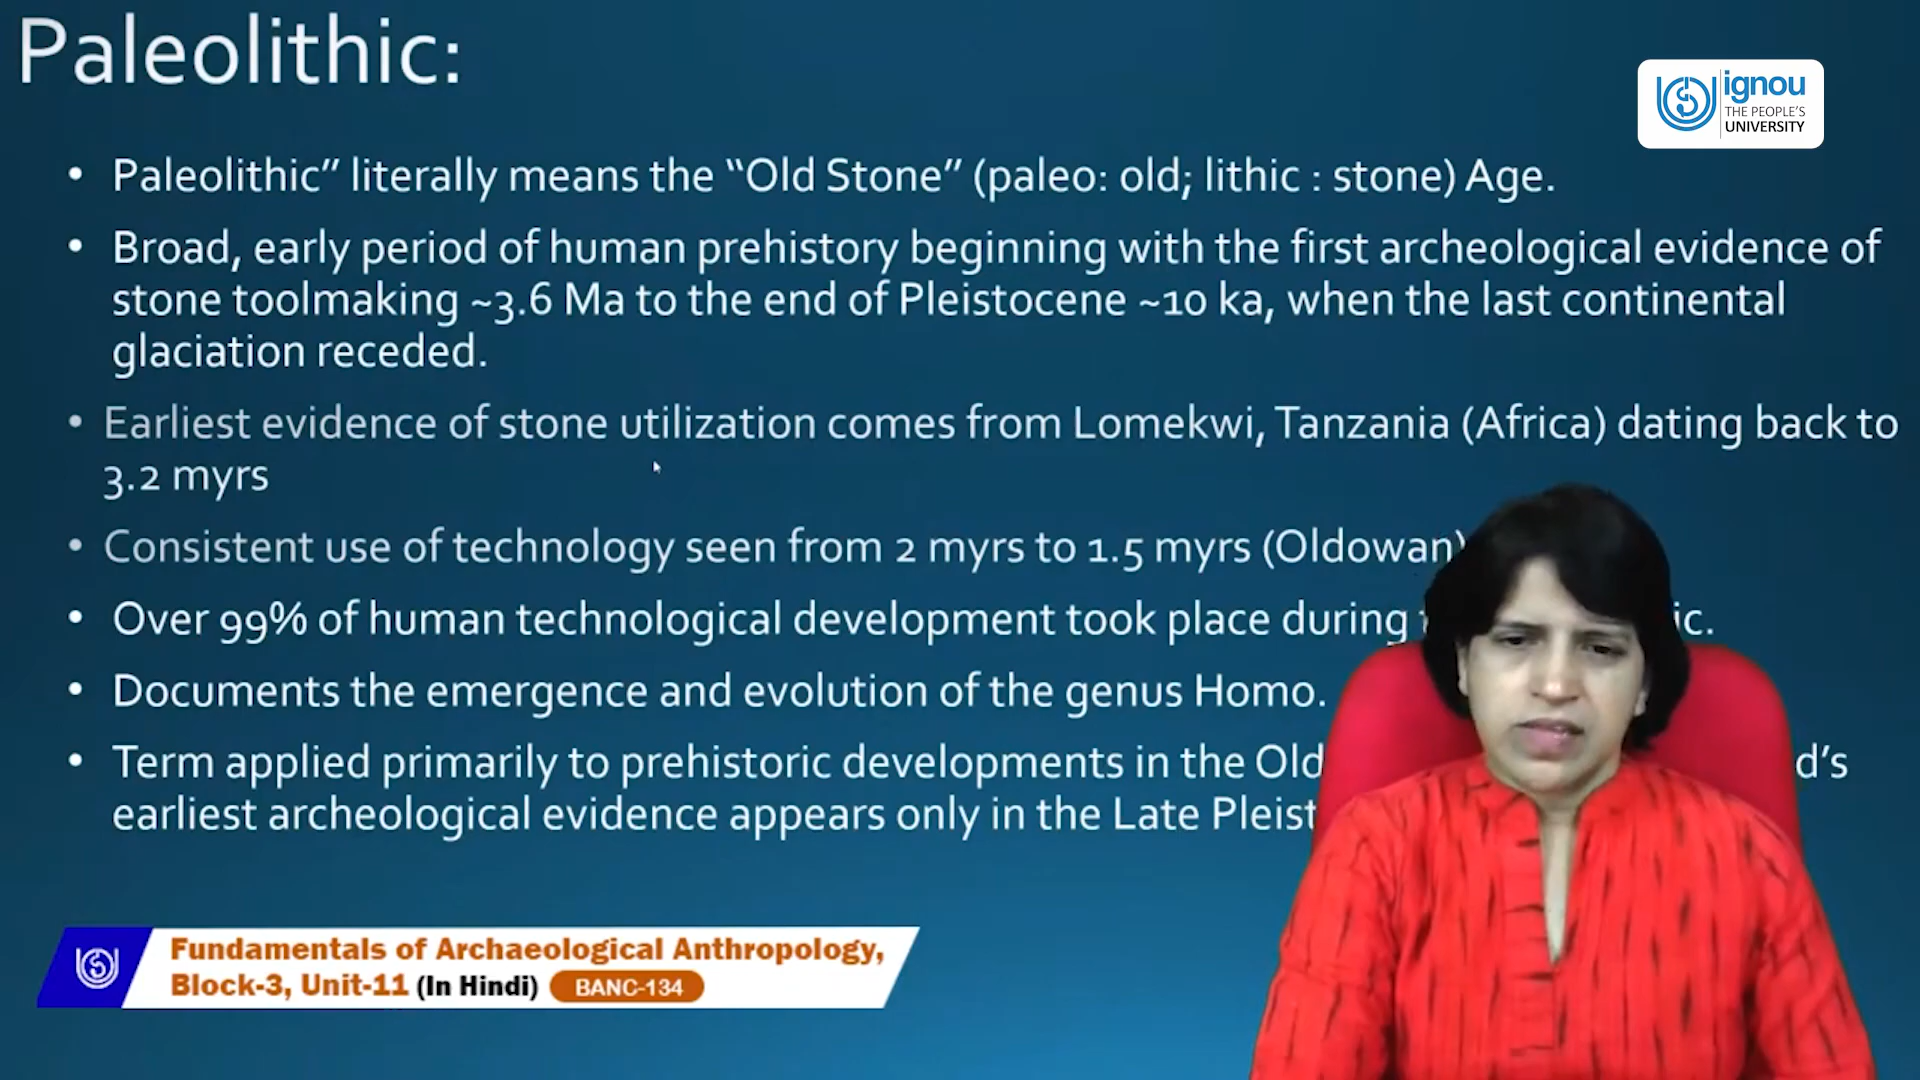 Paleolithic:
ignou
THE PEOPLE'S
UNIVERSITY
• Paleolithic” literally means the “Old Stone” (paleo: old; lithic : stone) Age.
• Broad, early period of human prehistory beginning with the first archeological evidence of
stone toolmaking ~3.6 Ma to the end of Pleistocene ~10 ka, when the last continental
glaciation receded.
• Earliest evidence of stone utilization comes from Lomekwi, Tanzania (Africa) dating back to
3.2 myrs
• Consistent use of technology seen from 2 myrs to 1.5 myrs (Oldowan)
• Over 99% of human technological development took place during
• Documents the emergence and evolution of the genus Homo.
• Term applied primarily to prehistoric developments in the Old
earliest archeological evidence appears only in the Late
Fundamentals of Archaeological Anthropology,
Block-3, Unit-11 (In Hindi) BANC-134